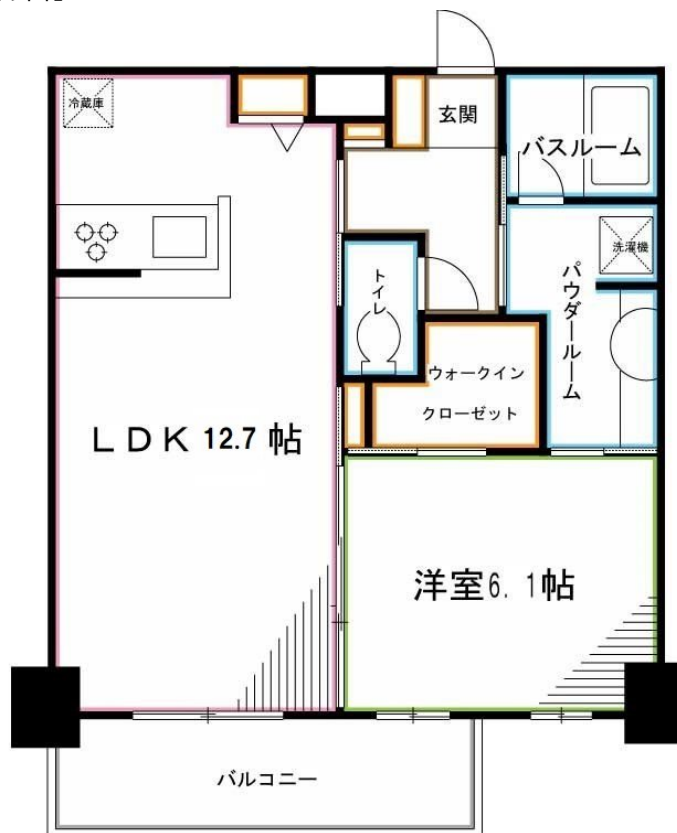 冷蔵庫
玄関
バスルーム
洗濯機
トイレ
パウダールーム
ウォークイン
クローゼット
LDK 12.7 帖
洋室6.1帖
バルコニー